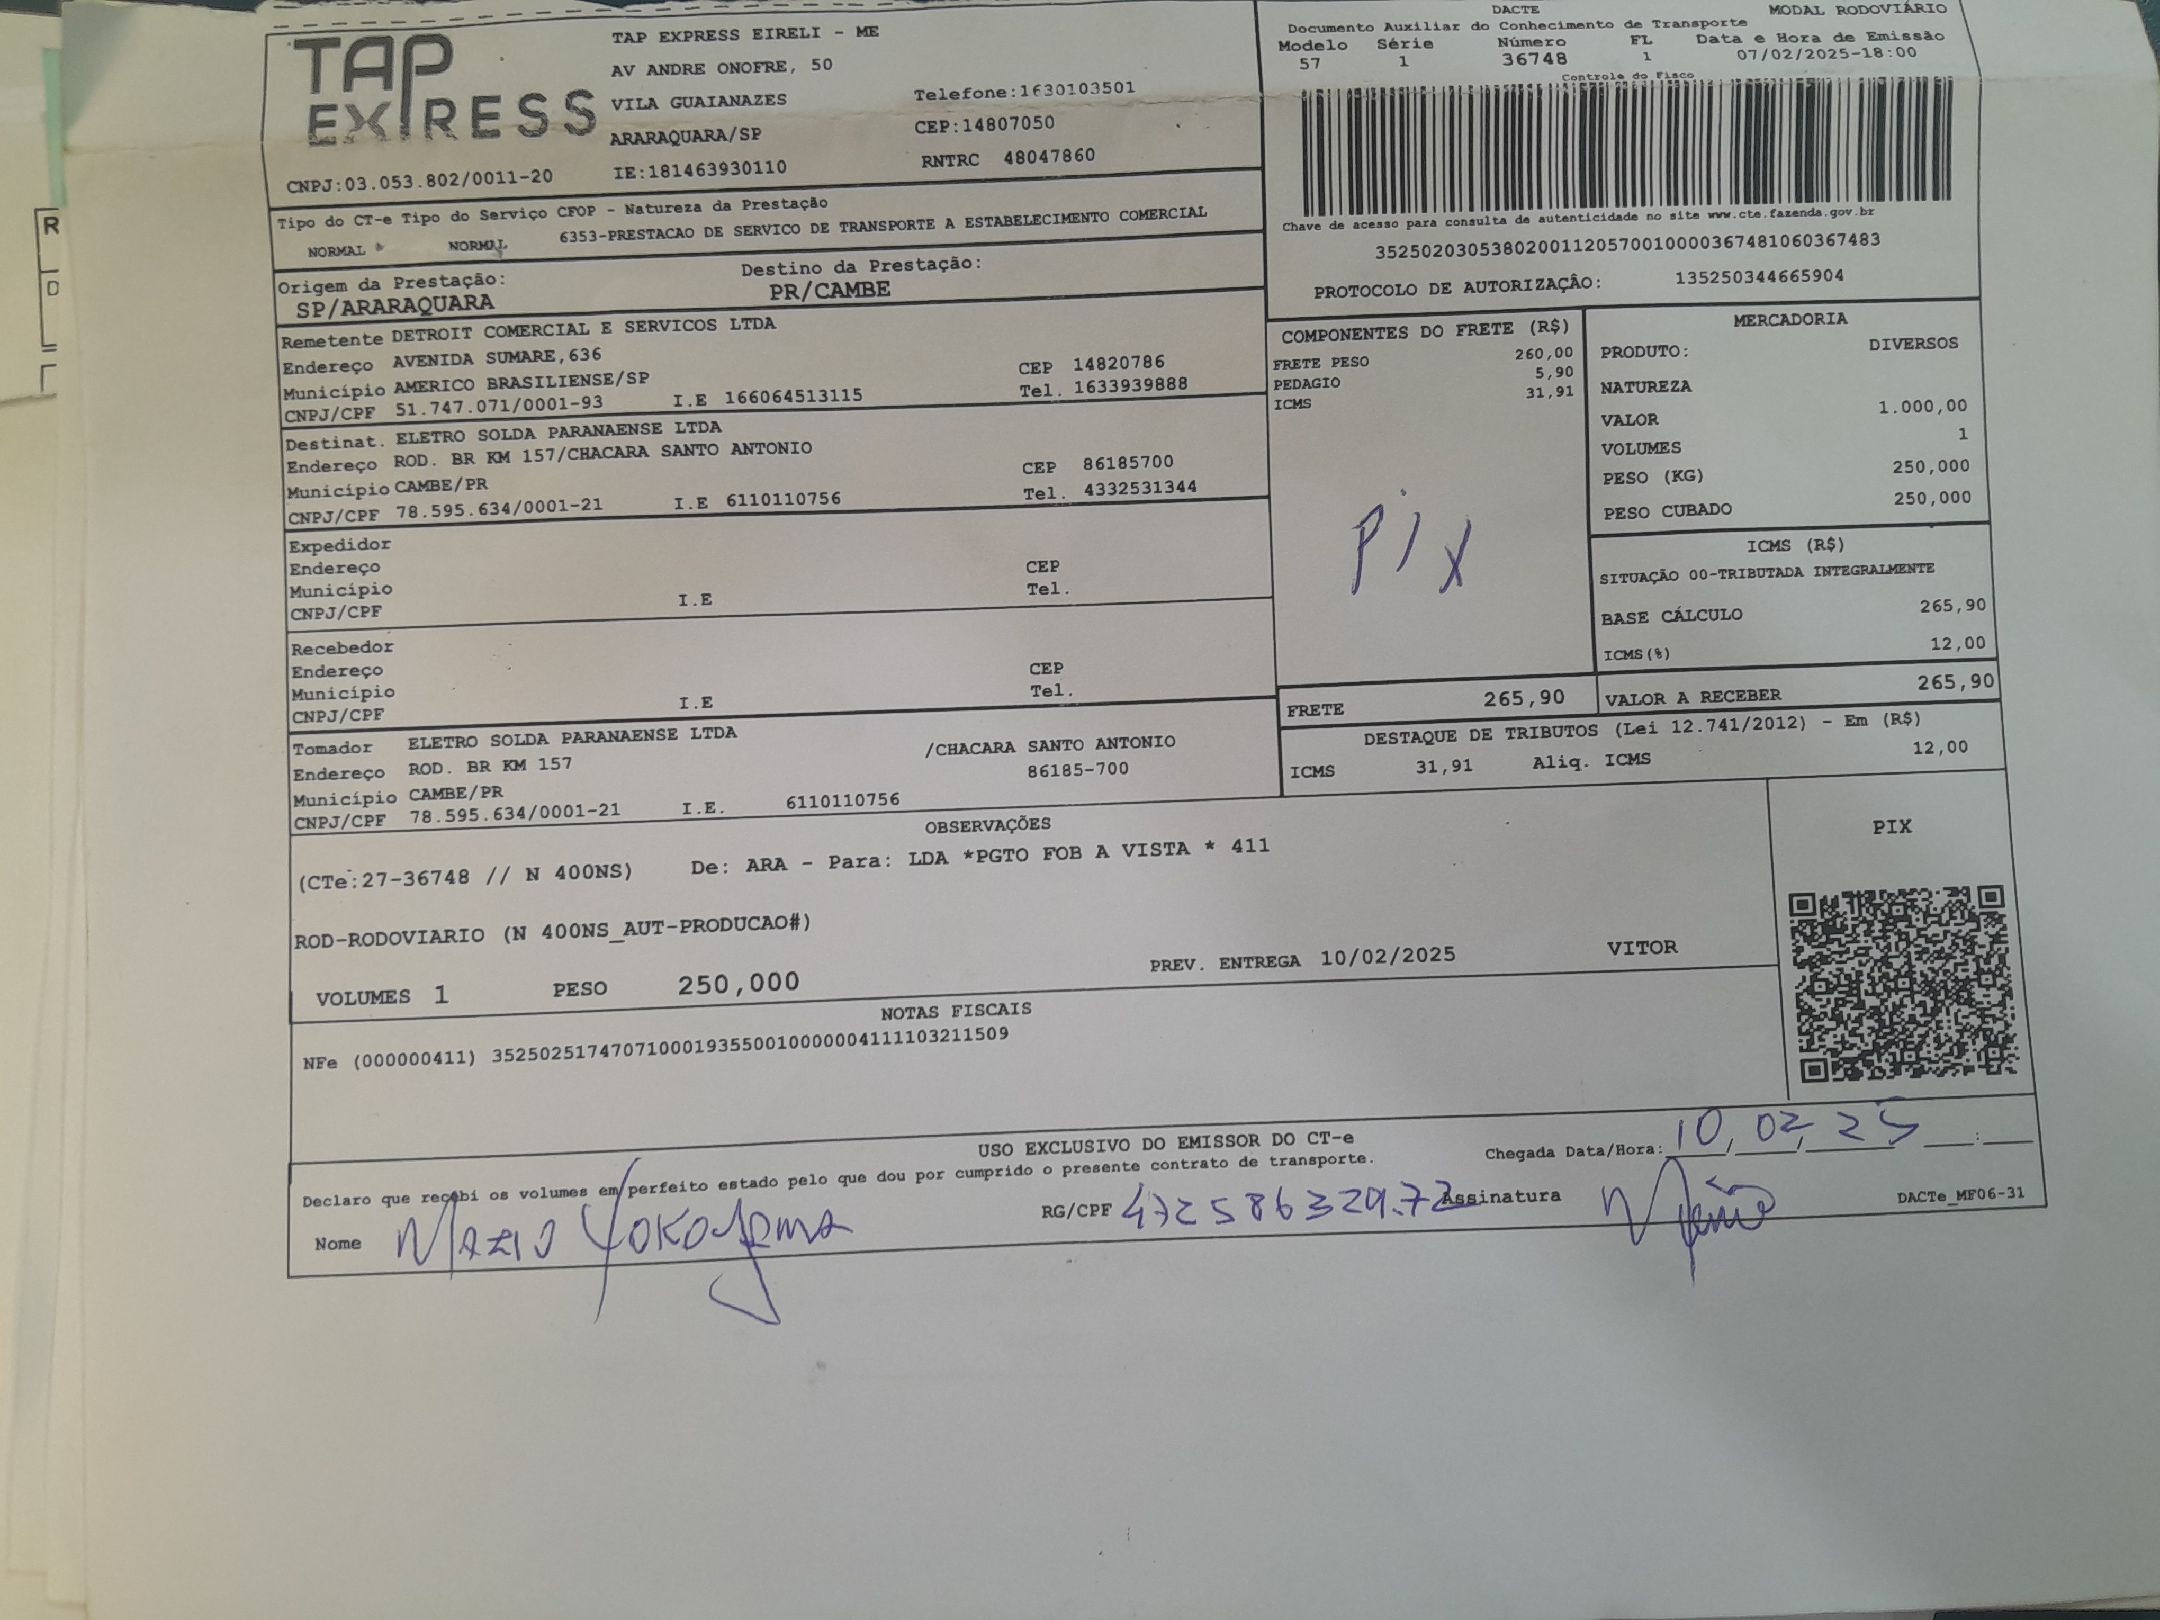 TAP EXPRESS
TAP EXPRESS EIRELI - ME
AV ANDRE ONOFRE, 50
VILA GUAIANAZES
Telefone:1630103501
ARARAQUARA/SP
CEP:14807050
CNPJ:03.053.802/0011-20
IE:181463930110
RNTRC 48047860
DACTE
MODAL RODOVIÁRIO
Documento Auxiliar do Conhecimento de Transporte
Modelo Série Número FL Data e Hora de Emissão
57 1 36748 1 07/02/2025-18:00
Controle do Fisco
Chave de acesso para consulta de autenticidade no site www.cte.fazenda.gov.br
35250203053802001120570010000367481060367483
PROTOCOLO DE AUTORIZAÇÂO: 135250344665904
Tipo do CT-e Tipo do Serviço CFOP - Natureza da Prestação
NORMAL NORMAL 6353-PRESTACAO DE SERVICO DE TRANSPORTE A ESTABELECIMENTO COMERCIAL
Origem da Prestação: Destino da Prestação:
SP/ARARAQUARA PR/CAMBE
Remetente DETROIT COMERCIAL E SERVICOS LTDA
Endereço AVENIDA SUMARE,636 CEP 14820786
Município AMERICO BRASILIENSE/SP Tel. 1633939888
CNPJ/CPF 51.747.071/0001-93 I.E 166064513115
Destinat. ELETRO SOLDA PARANAENSE LTDA
Endereço ROD. BR KM 157/CHACARA SANTO ANTONIO CEP 86185700
Município CAMBE/PR Tel. 4332531344
CNPJ/CPF 78.595.634/0001-21 I.E 6110110756
Expedidor
Endereço CEP
Município Tel.
CNPJ/CPF I.E
Recebedor
Endereço CEP
Município Tel.
CNPJ/CPF I.E
Tomador ELETRO SOLDA PARANAENSE LTDA
Endereço ROD. BR KM 157 /CHACARA SANTO ANTONIO
Município CAMBE/PR 86185-700
CNPJ/CPF 78.595.634/0001-21 I.E. 6110110756
COMPONENTES DO FRETE (R$)
FRETE PESO 260,00
PEDAGIO 5,90
ICMS 31,91
PIX
MERCADORIA
PRODUTO: DIVERSOS
NATUREZA
VALOR 1.000,00
VOLUMES 1
PESO (KG) 250,000
PESO CUBADO 250,000
ICMS (R$)
SITUAÇÃO 00-TRIBUTADA INTEGRALMENTE
BASE CÁLCULO 265,90
ICMS(%) 12,00
FRETE 265,90 VALOR A RECEBER 265,90
DESTAQUE DE TRIBUTOS (Lei 12.741/2012) - Em (R$)
ICMS 31,91 Aliq. ICMS 12,00
OBSERVAÇÕES
(CTe:27-36748 // N 400NS) De: ARA - Para: LDA *PGTO FOB A VISTA * 411
ROD-RODOVIARIO (N 400NS_AUT-PRODUCAO#)
PREV. ENTREGA 10/02/2025 VITOR
VOLUMES 1 PESO 250,000
PIX
NOTAS FISCAIS
NFe (000000411) 35250251747071000193550010000004111103211509
USO EXCLUSIVO DO EMISSOR DO CT-e
Declaro que recebi os volumes em perfeito estado pelo que dou por cumprido o presente contrato de transporte.
Chegada Data/Hora: 10/02/25 __:__
Nome YOKOYAMA RG/CPF 472586329.72 Assinatura
DACTe_MF06-31
R
D